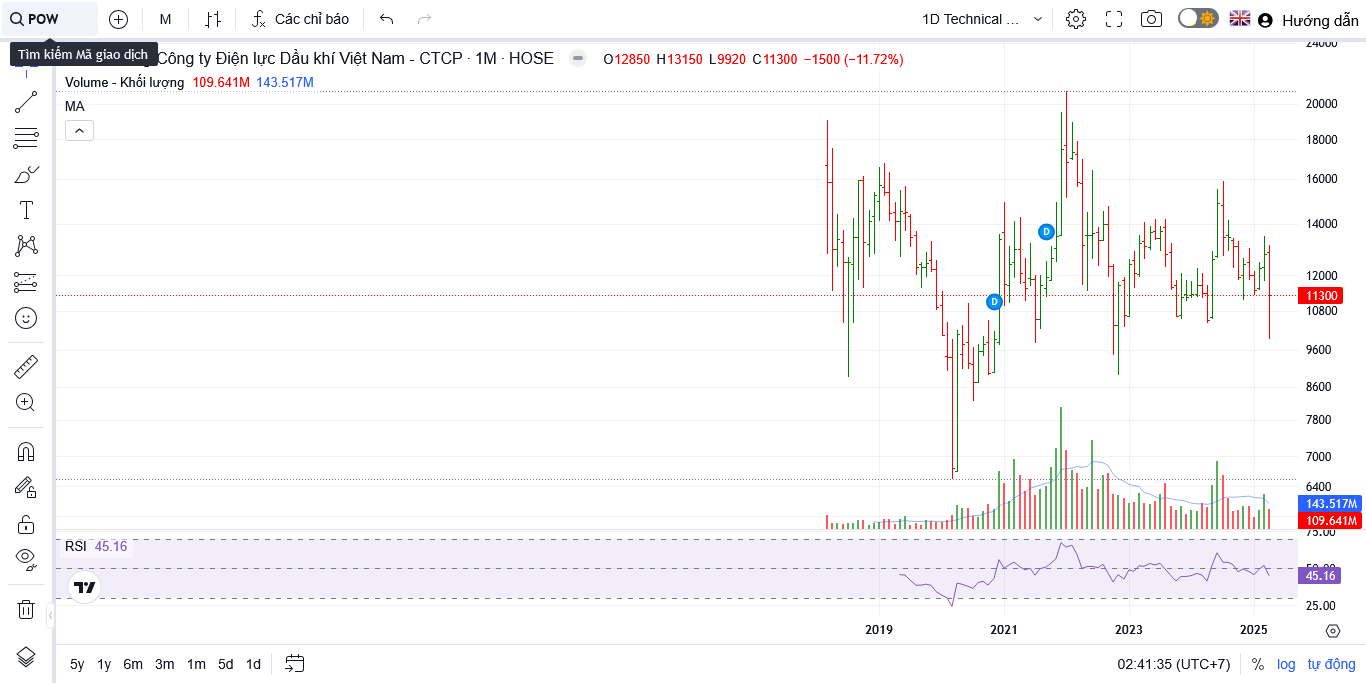 POW
M
Các chỉ báo
1D Technical ...
Hướng dẫn
Tìm kiếm Mã giao dịch
Công ty Điện lực Dầu khí Việt Nam - CTCP · 1M · HOSE
O12850 H13150 L9920 C11300 −1500 (−11.72%)
Volume - Khối lượng 109.641M 143.517M
MA
24000
20000
18000
16000
14000
12000
11300
10800
9600
8600
7800
7000
6400
143.517M
109.641M
75.00
50.00
45.16
25.00
D
D
RSI 45.16
2019 2021 2023 2025
5y 1y 6m 3m 1m 5d 1d
02:41:35 (UTC+7) % log tự động